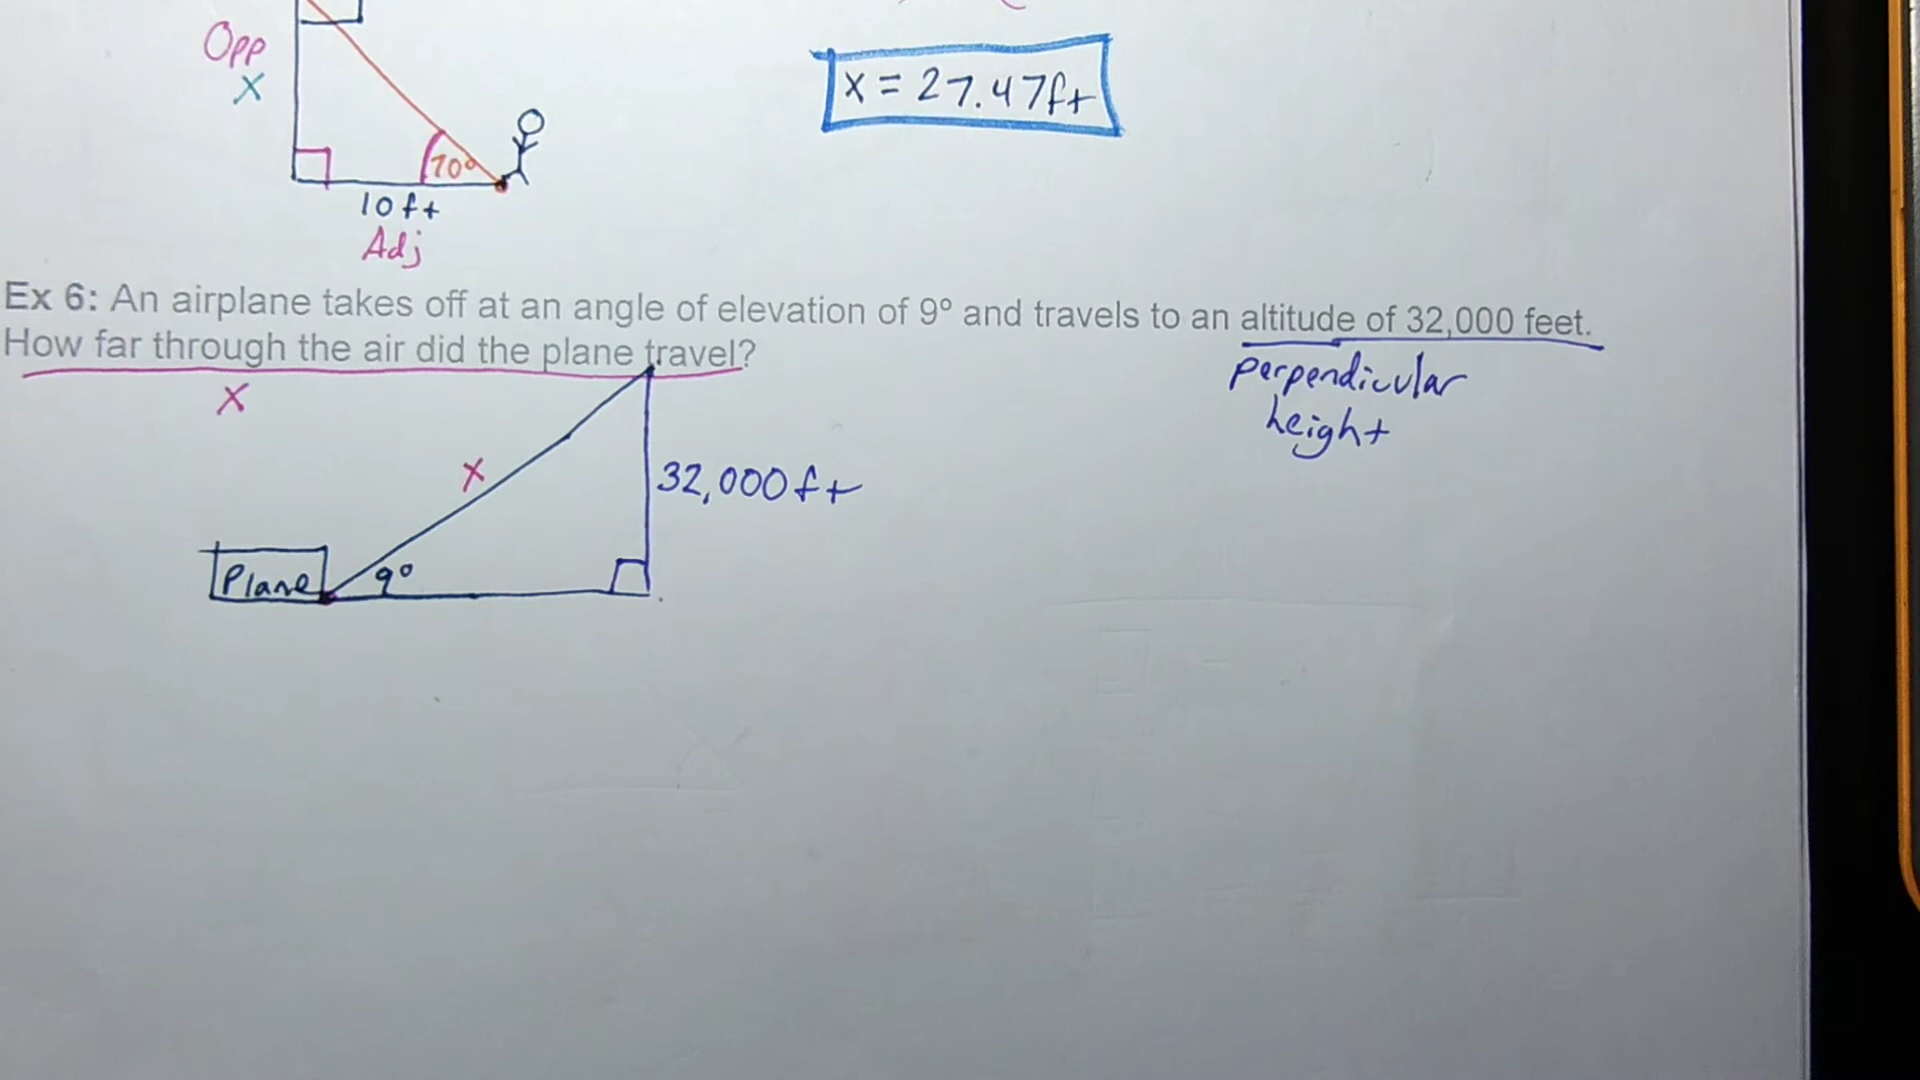 Opp
x
x = 27.47ft
70°
10ft
Adj
Ex 6: An airplane takes off at an angle of elevation of 9º and travels to an altitude of 32,000 feet.
How far through the air did the plane travel?
x
perpendicular
height
x
32,000ft
Plane
9°